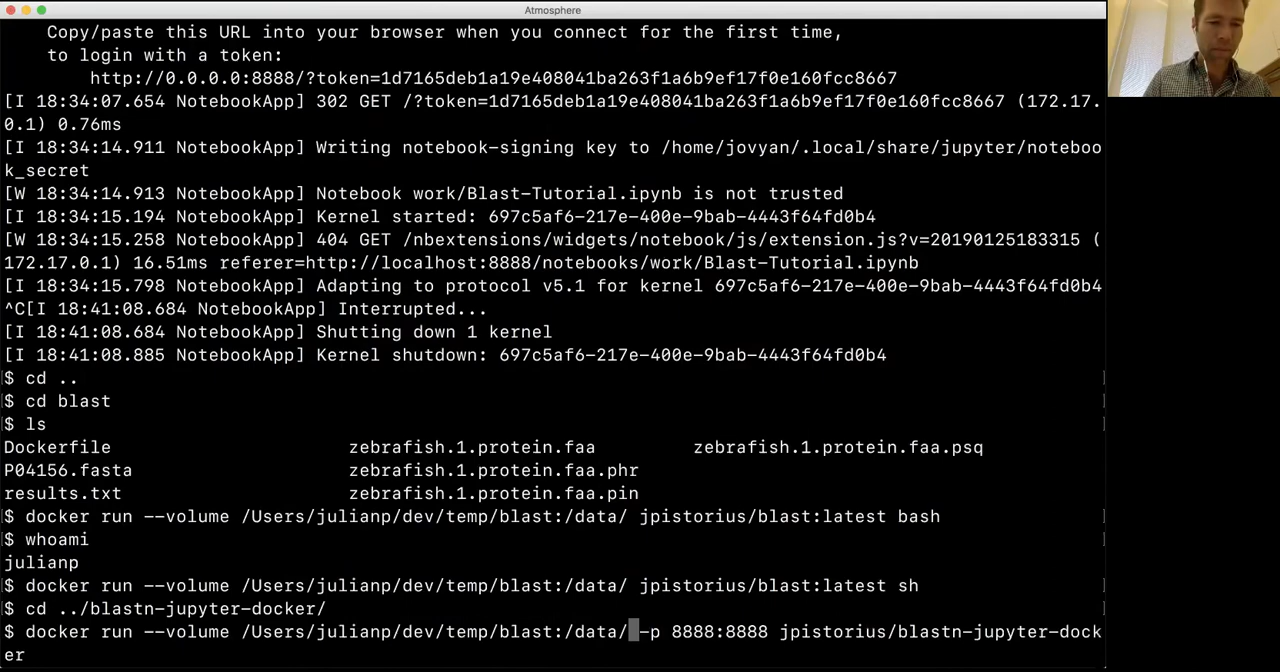 Atmosphere
Copy/paste this URL into your browser when you connect for the first time,
to login with a token:
http://0.0.0.0:8888/?token=1d7165deb1a19e408041ba263f1a6b9ef17f0e160fcc8667
[I 18:34:07.654 NotebookApp] 302 GET /?token=1d7165deb1a19e408041ba263f1a6b9ef17f0e160fcc8667 (172.17.
0.1) 0.76ms
[I 18:34:14.911 NotebookApp] Writing notebook-signing key to /home/jovyan/.local/share/jupyter/noteboo
k_secret
[W 18:34:14.913 NotebookApp] Notebook work/Blast-Tutorial.ipynb is not trusted
[I 18:34:15.194 NotebookApp] Kernel started: 697c5af6-217e-400e-9bab-4443f64fd0b4
[W 18:34:15.258 NotebookApp] 404 GET /nbextensions/widgets/notebook/js/extension.js?v=20190125183315 (
172.17.0.1) 16.51ms referer=http://localhost:8888/notebooks/work/Blast-Tutorial.ipynb
[I 18:34:15.798 NotebookApp] Adapting to protocol v5.1 for kernel 697c5af6-217e-400e-9bab-4443f64fd0b4
^C[I 18:41:08.684 NotebookApp] Interrupted...
[I 18:41:08.684 NotebookApp] Shutting down 1 kernel
[I 18:41:08.885 NotebookApp] Kernel shutdown: 697c5af6-217e-400e-9bab-4443f64fd0b4
$ cd ..
$ cd blast
$ ls
Dockerfile zebrafish.1.protein.faa zebrafish.1.protein.faa.psq
P04156.fasta zebrafish.1.protein.faa.phr
results.txt zebrafish.1.protein.faa.pin
$ docker run --volume /Users/julianp/dev/temp/blast:/data/ jpistorius/blast:latest bash
$ whoami
julianp
$ docker run --volume /Users/julianp/dev/temp/blast:/data/ jpistorius/blast:latest sh
$ cd ../blastn-jupyter-docker/
$ docker run --volume /Users/julianp/dev/temp/blast:/data/ -p 8888:8888 jpistorius/blastn-jupyter-dock
er